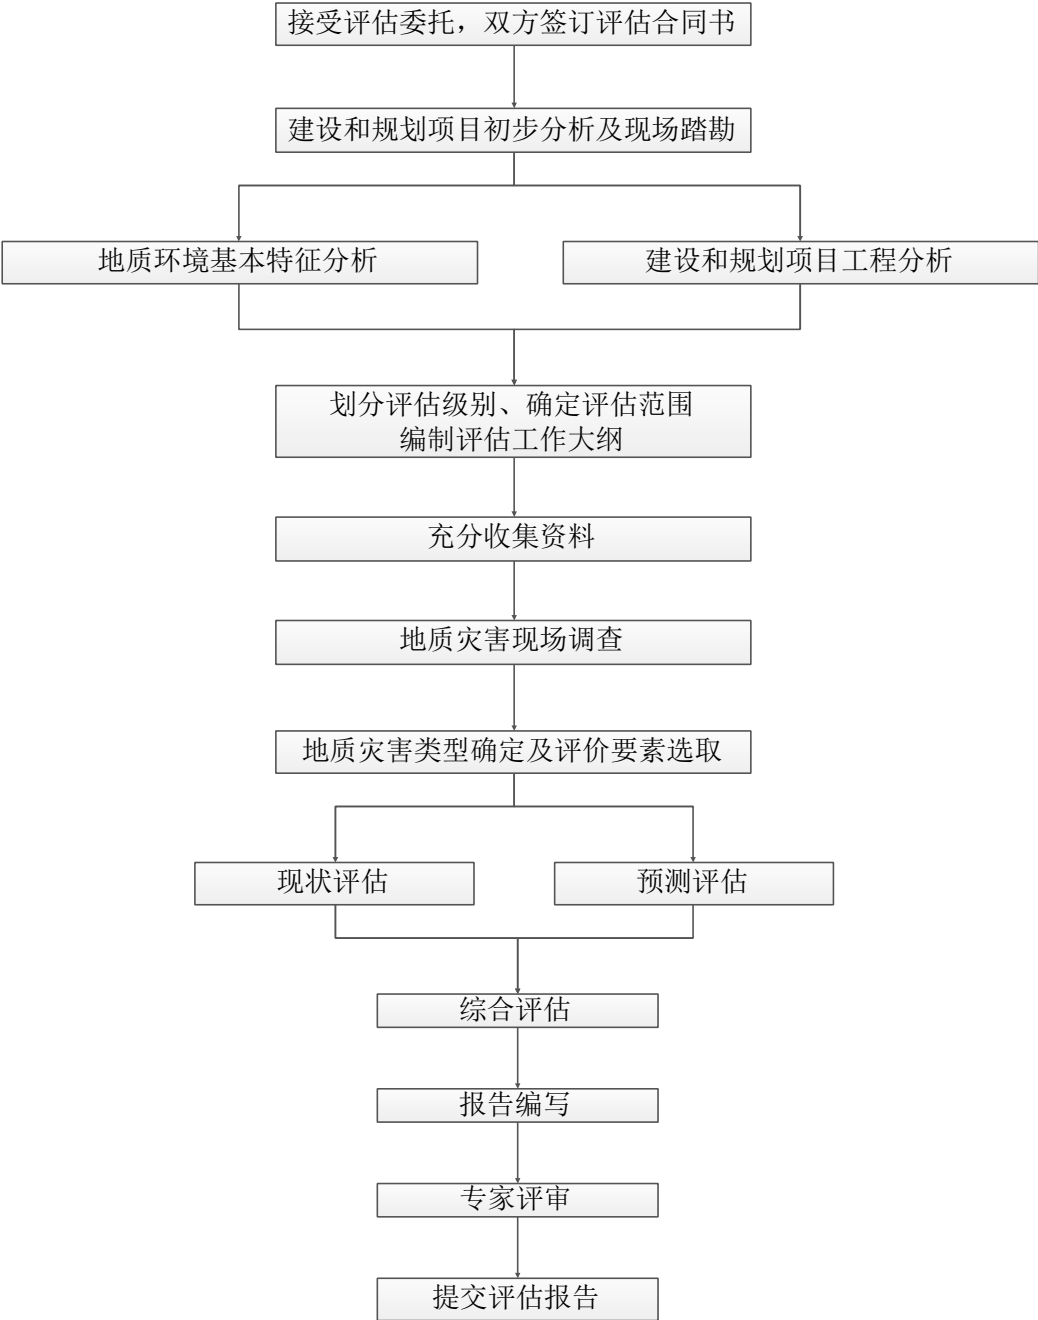 接受评估委托，双方签订评估合同书
建设和规划项目初步分析及现场踏勘
地质环境基本特征分析
建设和规划项目工程分析
划分评估级别、确定评估范围
编制评估工作大纲
充分收集资料
地质灾害现场调查
地质灾害类型确定及评价要素选取
现状评估
预测评估
综合评估
报告编写
专家评审
提交评估报告